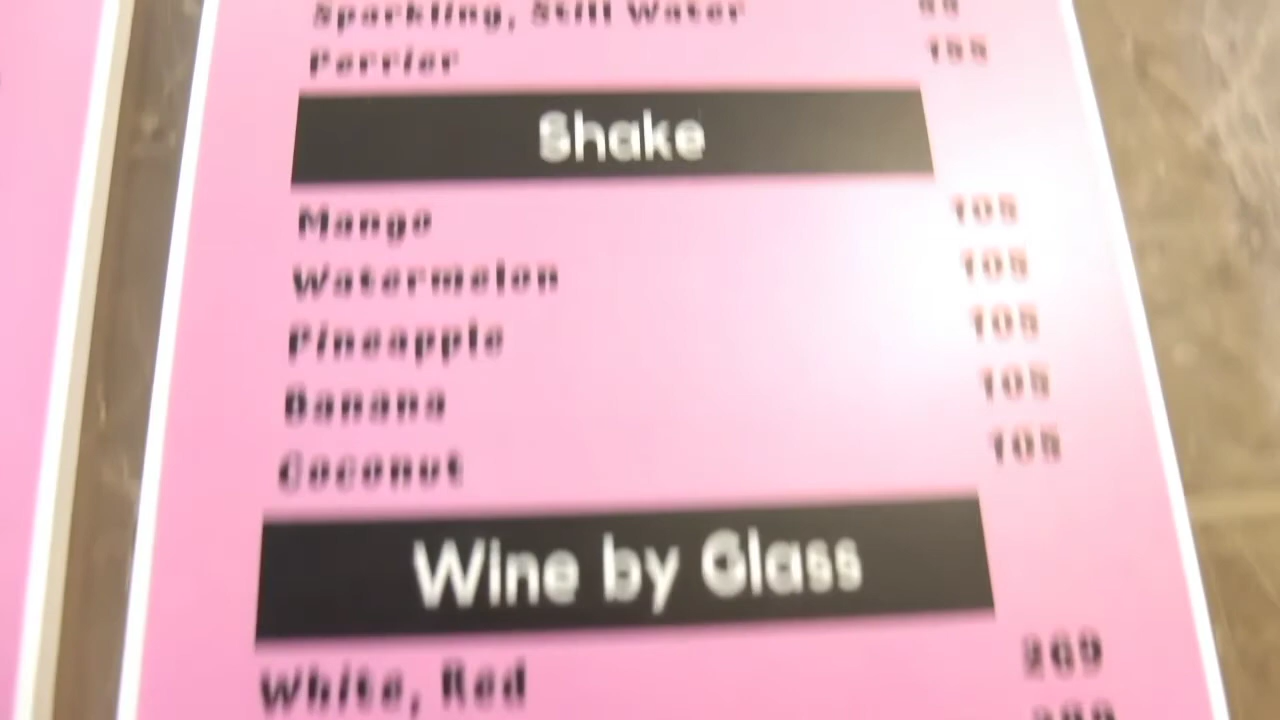 Sparkling, Still Water
Perrier 155
Shake
Mango 105
Watermelon 105
Pineapple 105
Banana 105
Coconut 105
Wine by Glass
White, Red 269